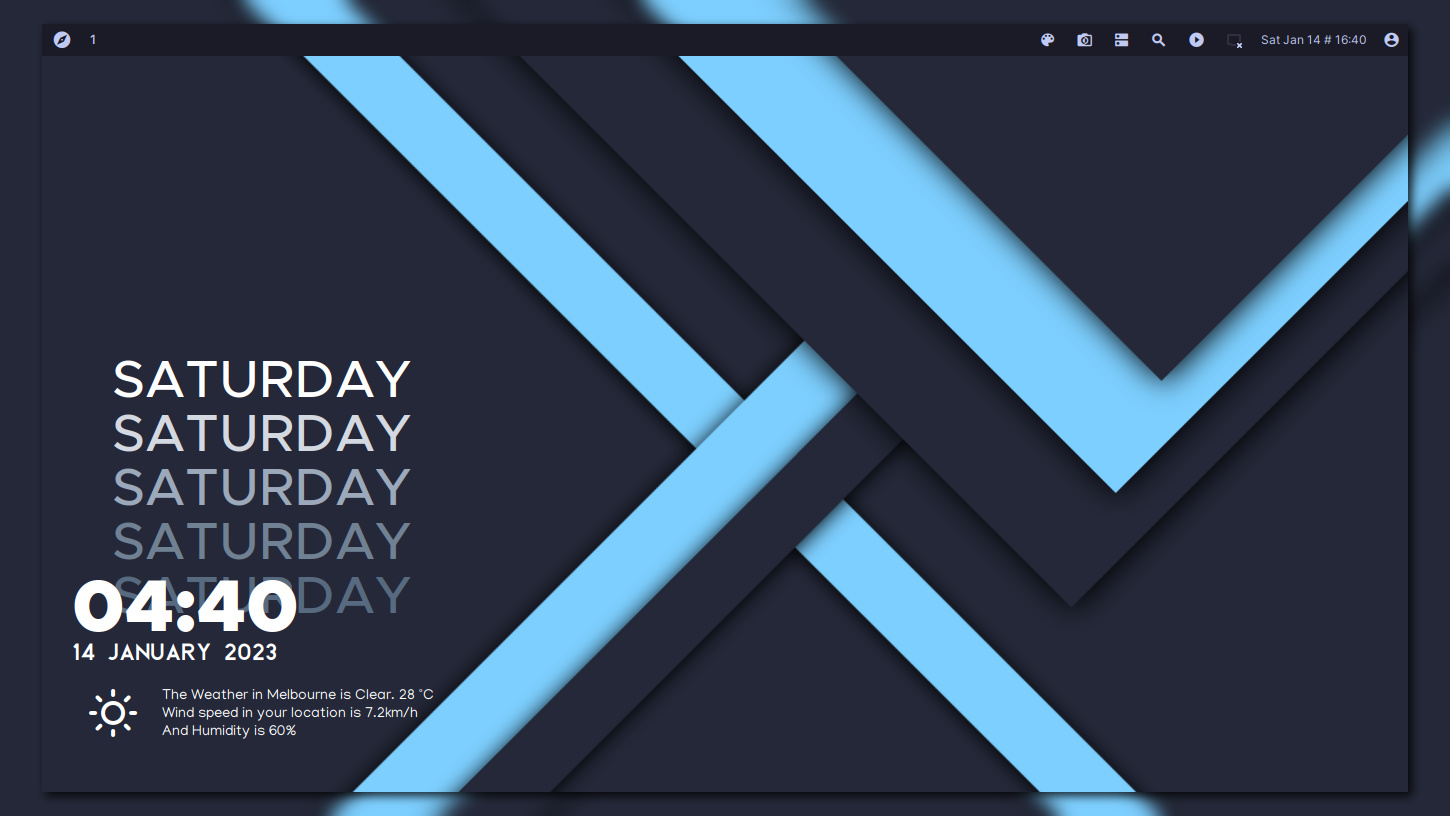 1
Sat Jan 14 # 16:40
SATURDAY
SATURDAY
SATURDAY
SATURDAY
SATURDAY
04:40
14 JANUARY 2023
The Weather in Melbourne is Clear. 28 °C
Wind speed in your location is 7.2km/h
And Humidity is 60%